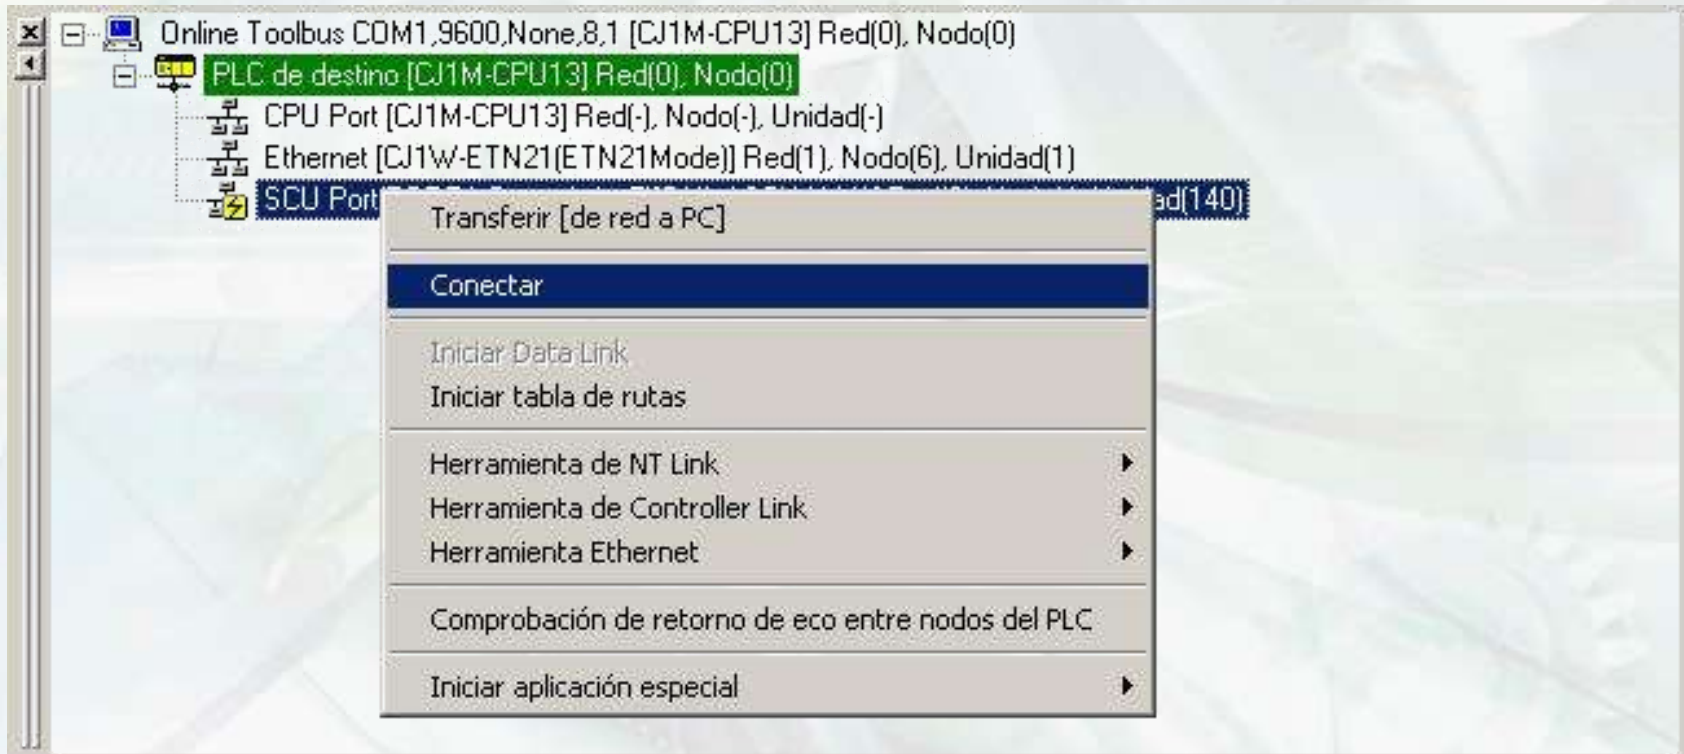 Online Toolbus COM1,9600,None,8,1 [CJ1M-CPU13] Red(0), Nodo(0)
PLC de destino [CJ1M-CPU13] Red(0), Nodo(0)
CPU Port [CJ1M-CPU13] Red(-), Nodo(-), Unidad(-)
Ethernet [CJ1W-ETN21(ETN21Mode)] Red(1), Nodo(6), Unidad(1)
SCU Port ad(140)
Transferir [de red a PC]
Conectar
Iniciar Data Link
Iniciar tabla de rutas
Herramienta de NT Link
Herramienta de Controller Link
Herramienta Ethernet
Comprobación de retorno de eco entre nodos del PLC
Iniciar aplicación especial